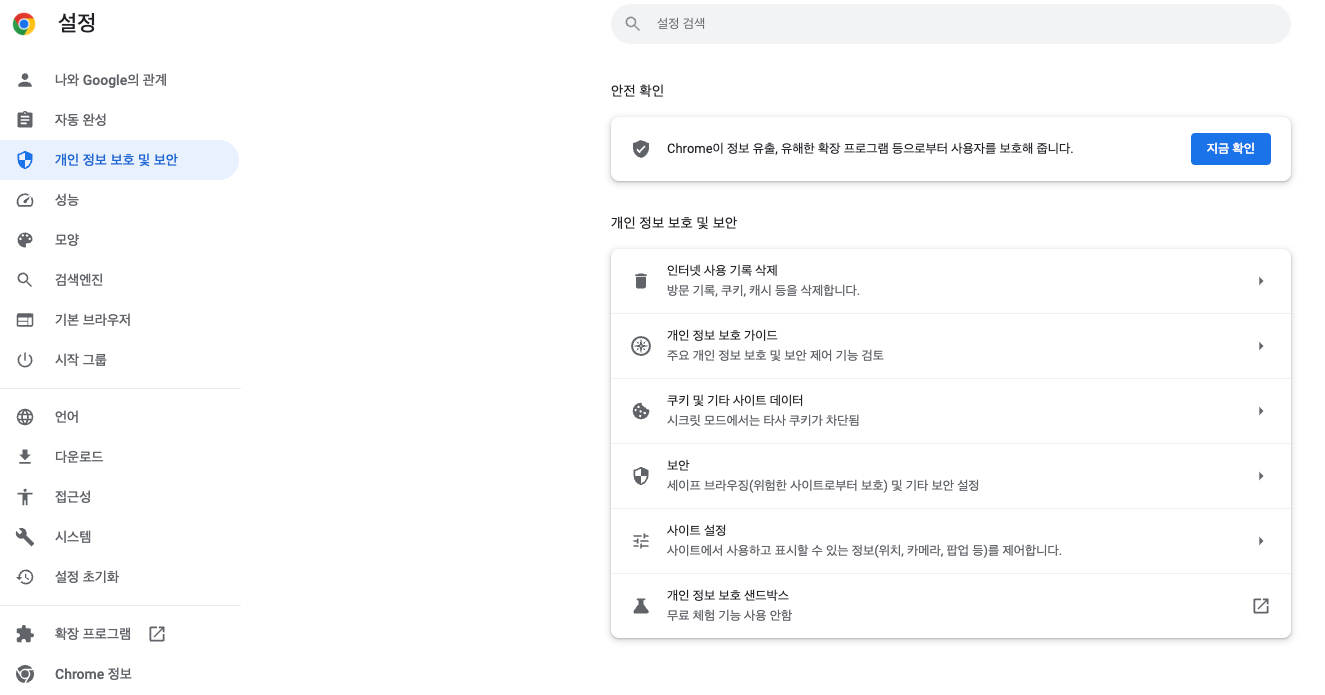 설정
설정 검색
나와 Google의 관계
자동 완성
개인 정보 보호 및 보안
성능
모양
검색엔진
기본 브라우저
시작 그룹
언어
다운로드
접근성
시스템
설정 초기화
확장 프로그램
Chrome 정보
안전 확인
Chrome이 정보 유출, 유해한 확장 프로그램 등으로부터 사용자를 보호해 줍니다.
지금 확인
개인 정보 보호 및 보안
인터넷 사용 기록 삭제
방문 기록, 쿠키, 캐시 등을 삭제합니다.
개인 정보 보호 가이드
주요 개인 정보 보호 및 보안 제어 기능 검토
쿠키 및 기타 사이트 데이터
시크릿 모드에서는 타사 쿠키가 차단됨
보안
세이프 브라우징(위험한 사이트로부터 보호) 및 기타 보안 설정
사이트 설정
사이트에서 사용하고 표시할 수 있는 정보(위치, 카메라, 팝업 등)를 제어합니다.
개인 정보 보호 샌드박스
무료 체험 기능 사용 안함